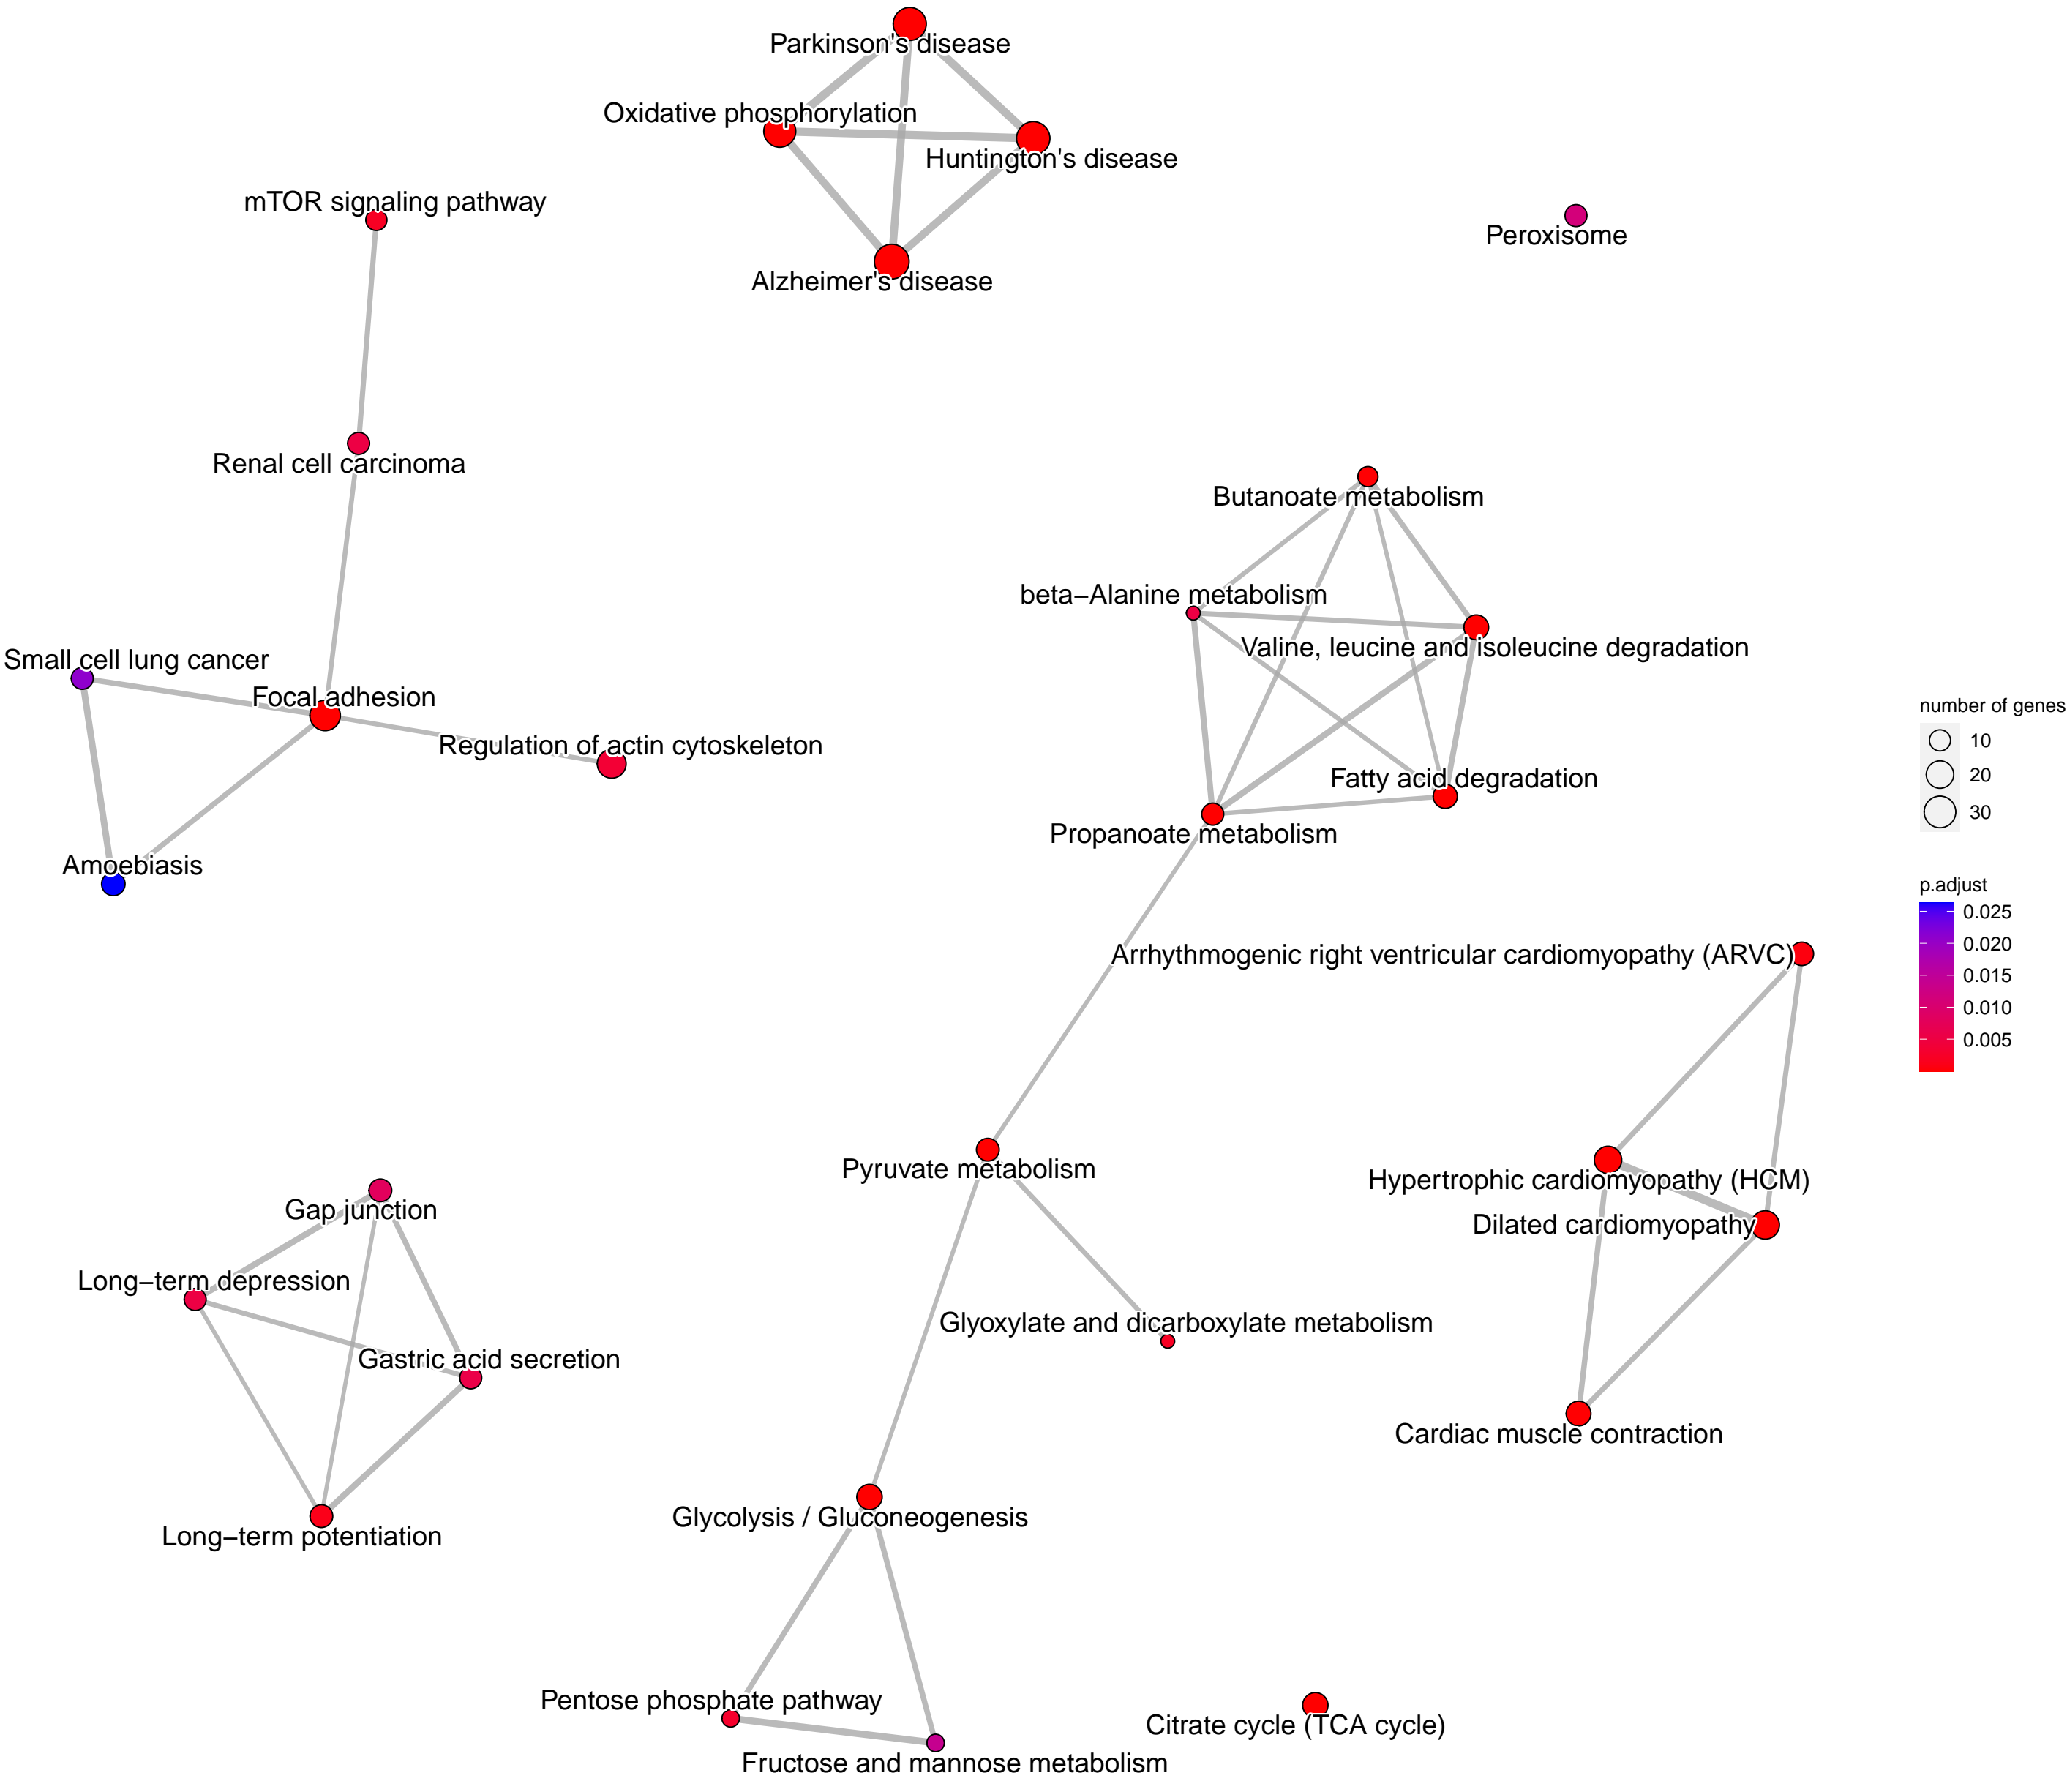 Parkinson's disease
Oxidative phosphorylation
Huntington's disease
mTOR signaling pathway
Peroxisome
Alzheimer's disease
Renal cell carcinoma
Butanoate metabolism
beta−Alanine metabolism
Valine, leucine and isoleucine degradation
Small cell lung cancer
Focal adhesion
Regulation of actin cytoskeleton
Fatty acid degradation
Propanoate metabolism
Amoebiasis
number of genes
10
20
30
p.adjust
0.025
0.020
0.015
0.010
0.005
Arrhythmogenic right ventricular cardiomyopathy (ARVC)
Pyruvate metabolism
Hypertrophic cardiomyopathy (HCM)
Gap junction
Dilated cardiomyopathy
Long−term depression
Glyoxylate and dicarboxylate metabolism
Gastric acid secretion
Cardiac muscle contraction
Glycolysis / Gluconeogenesis
Long−term potentiation
Pentose phosphate pathway
Citrate cycle (TCA cycle)
Fructose and mannose metabolism